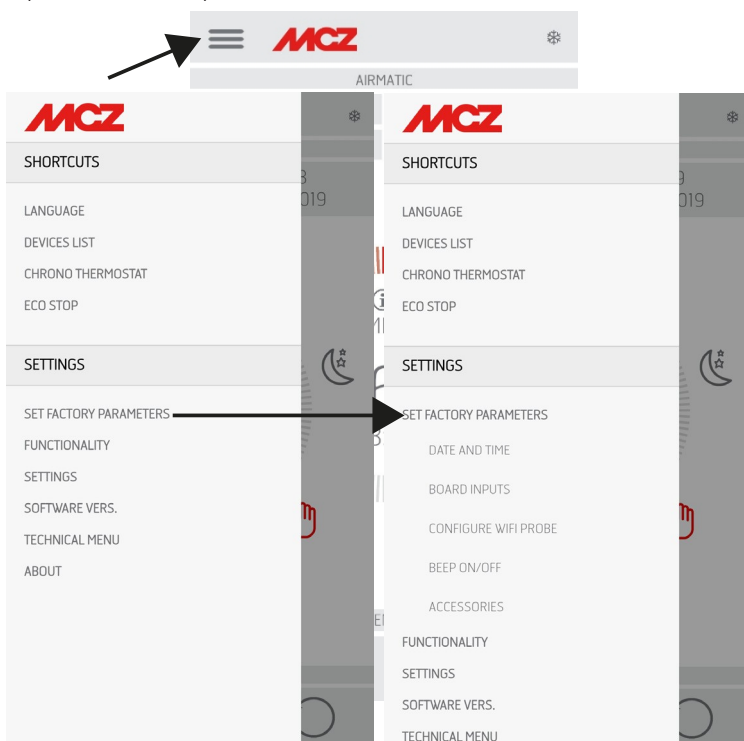 MCZ
AIRMATIC
MCZ
SHORTCUTS
LANGUAGE
DEVICES LIST
CHRONO THERMOSTAT
ECO STOP
SETTINGS
SET FACTORY PARAMETERS
FUNCTIONALITY
SETTINGS
SOFTWARE VERS.
TECHNICAL MENU
ABOUT
019
MCZ
SHORTCUTS
LANGUAGE
DEVICES LIST
CHRONO THERMOSTAT
ECO STOP
SETTINGS
SET FACTORY PARAMETERS
DATE AND TIME
BOARD INPUTS
CONFIGURE WIFI PROBE
BEEP ON/OFF
ACCESSORIES
FUNCTIONALITY
SETTINGS
SOFTWARE VERS.
TECHNICAL MENU
019